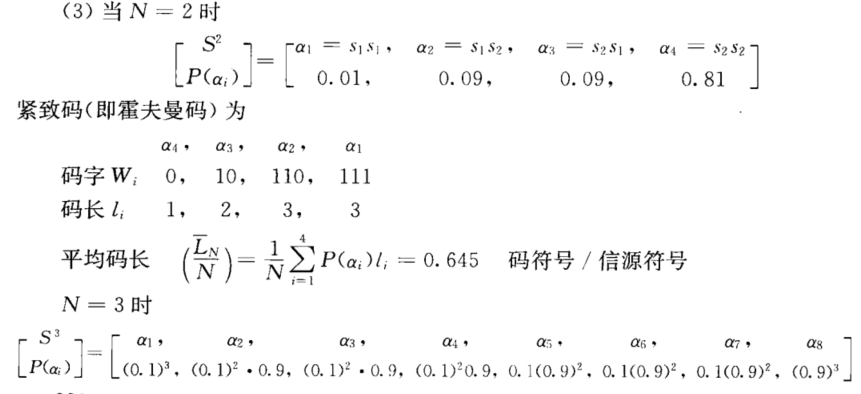 (3) 当 N = 2 时
[S² / P(αᵢ)] = [α₁ = s₁s₁, α₂ = s₁s₂, α₃ = s₂s₁, α₄ = s₂s₂ / 0.01, 0.09, 0.09, 0.81]
紧致码(即霍夫曼码)为
α₄, α₃, α₂, α₁
码字 Wᵢ 0, 10, 110, 111
码长 lᵢ 1, 2, 3, 3
平均码长 (L̅_N / N) = 1/N ∑_{i=1}^{4} P(αᵢ)lᵢ = 0.645 码符号 / 信源符号
N = 3 时
[S³ / P(αᵢ)] = [α₁, α₂, α₃, α₄, α₅, α₆, α₇, α₈ / (0.1)³, (0.1)²·0.9, (0.1)²·0.9, (0.1)²0.9, 0.1(0.9)², 0.1(0.9)², 0.1(0.9)², (0.9)³]